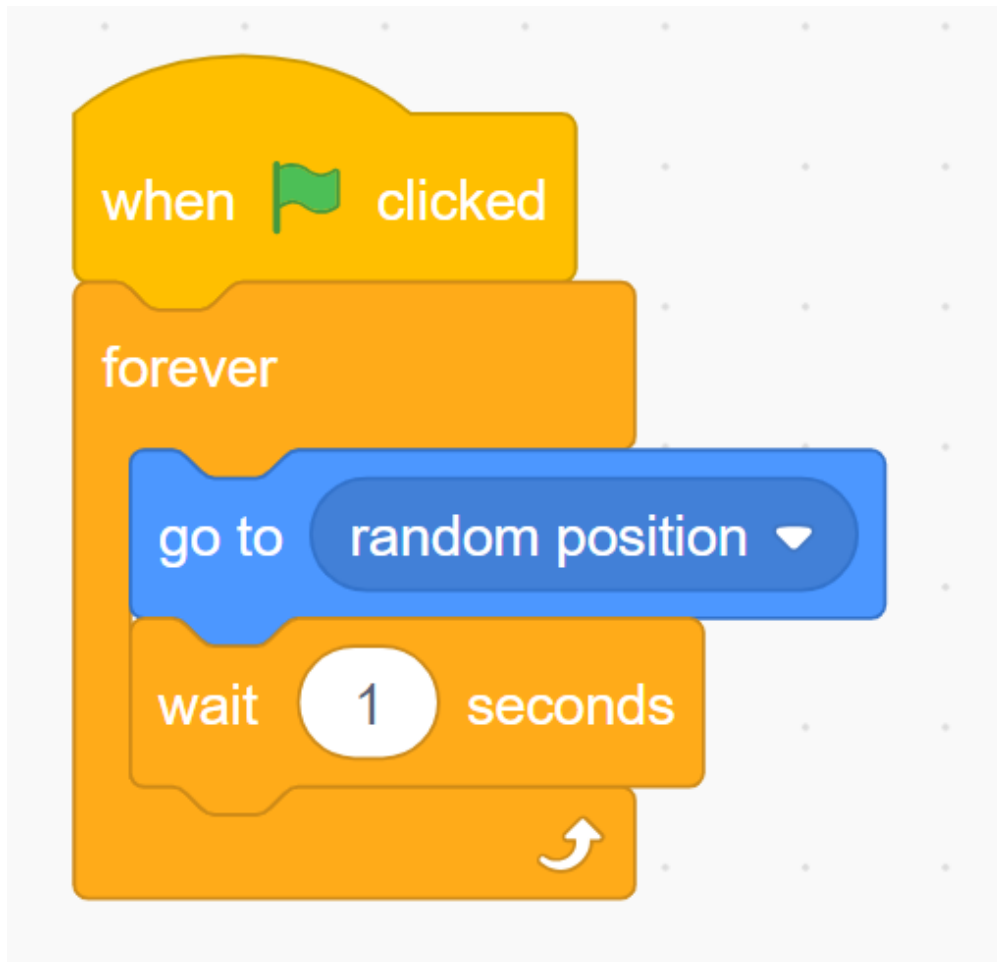 when clicked
forever
go to random position
wait 1 seconds